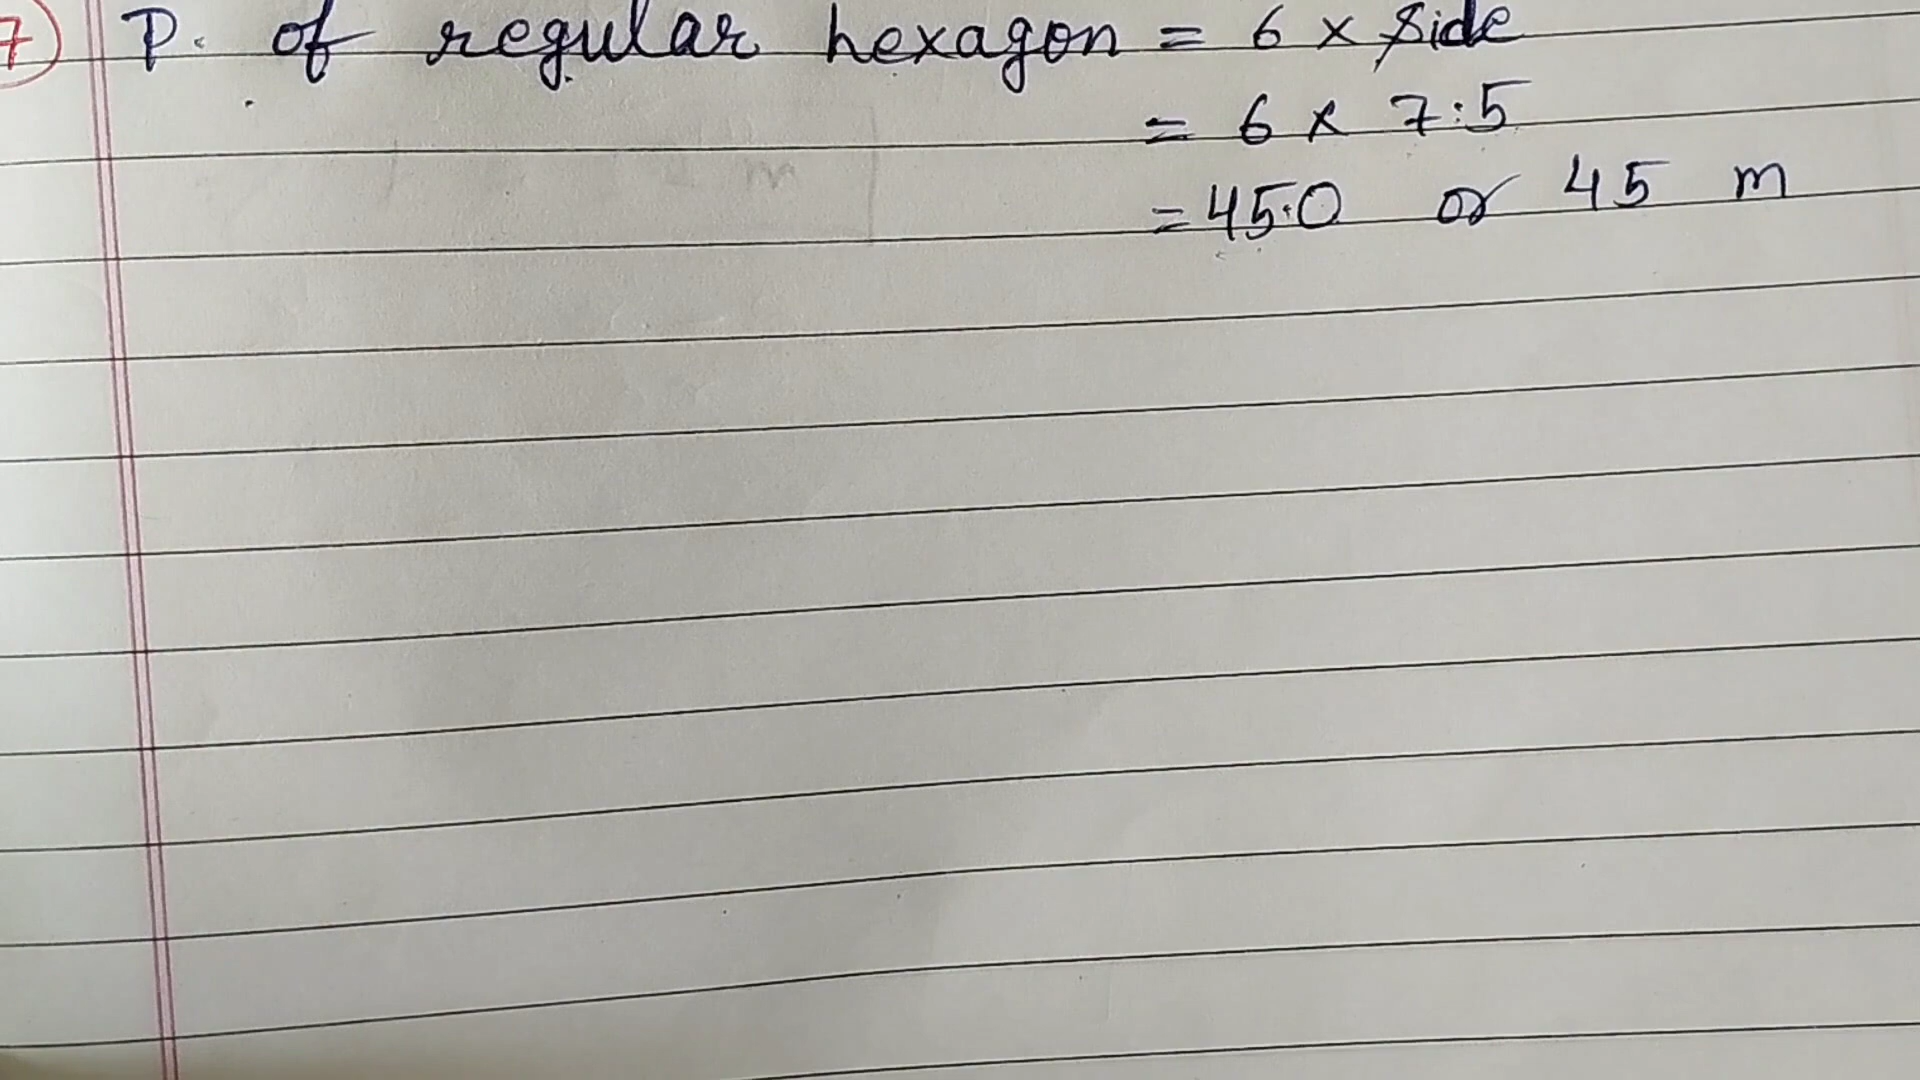 7) P. of regular hexagon = 6 × side
= 6 × 7.5
= 45.0 or 45 m